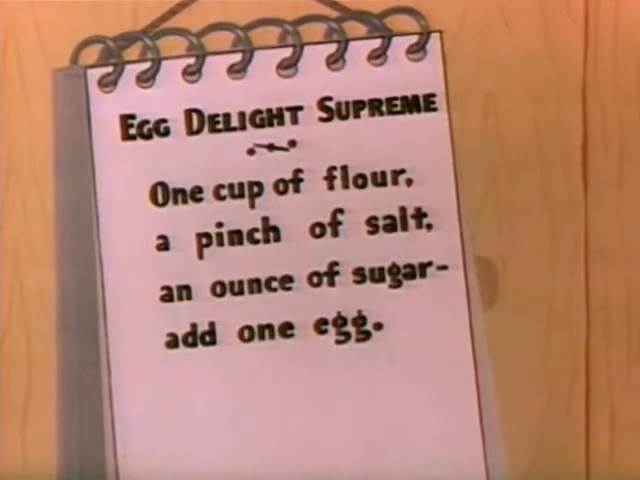 EGG DELIGHT SUPREME
One cup of flour,
a pinch of salt,
an ounce of sugar-
add one egg.